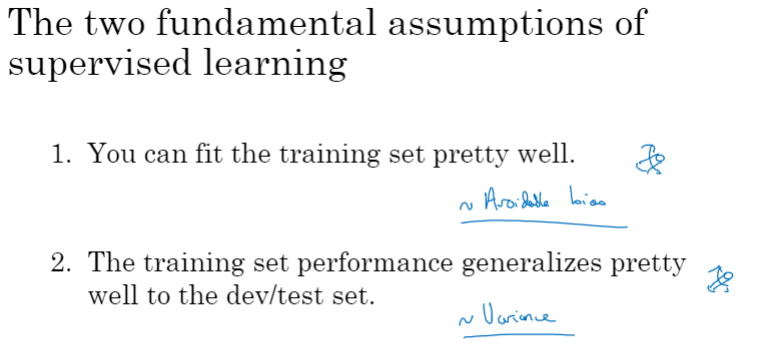 The two fundamental assumptions of
supervised learning
1. You can fit the training set pretty well.
~ Avoidable bias
2. The training set performance generalizes pretty
well to the dev/test set.
~ Variance